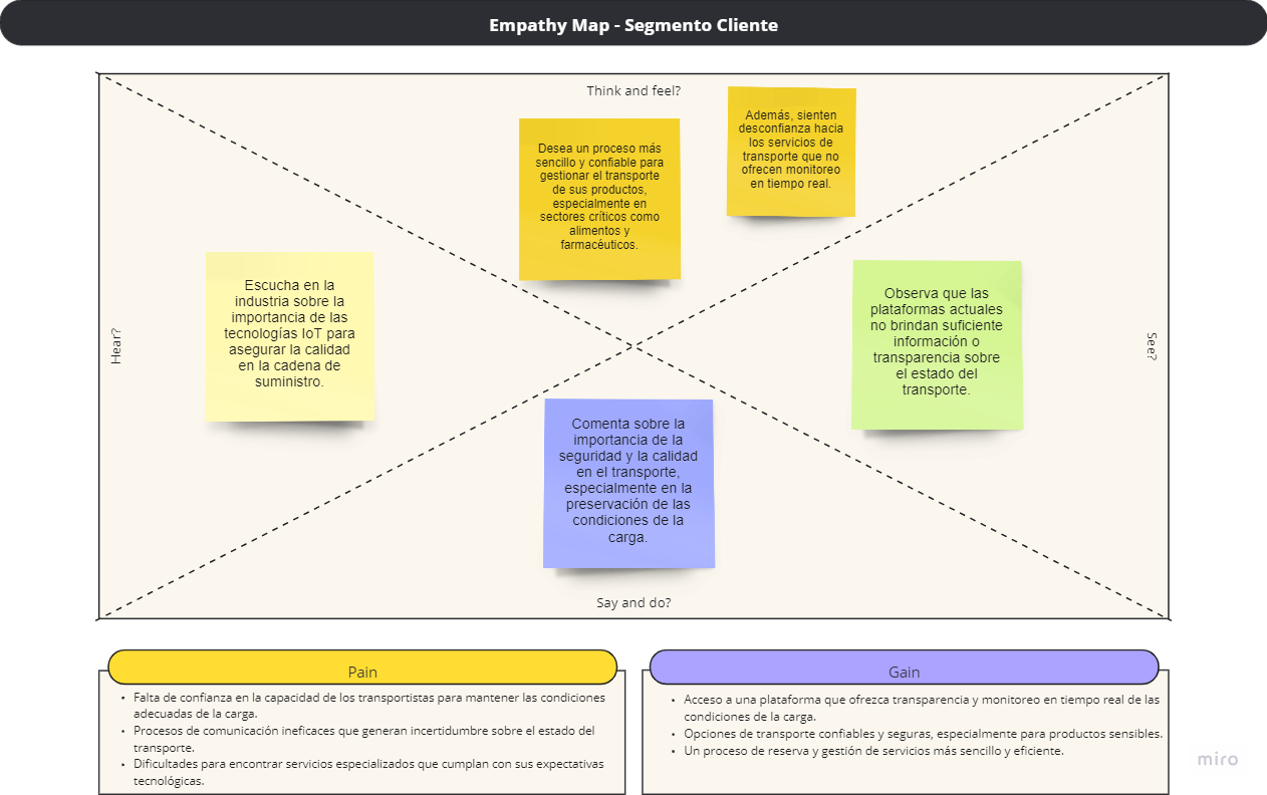 Empathy Map - Segmento Cliente
Think and feel?
Desea un proceso más
sencillo y confiable para
gestionar el transporte
de sus productos,
especialmente en
sectores críticos como
alimentos y
farmacéuticos.
Además, sienten
desconfianza hacia
los servicios de
transporte que no
ofrecen monitoreo
en tiempo real.
Hear?
Escucha en la
industria sobre la
importancia de las
tecnologías IoT para
asegurar la calidad
en la cadena de
suministro.
Observa que las
plataformas actuales
no brindan suficiente
información o
transparencia sobre
el estado del
transporte.
See?
Comenta sobre la
importancia de la
seguridad y la calidad
en el transporte,
especialmente en la
preservación de las
condiciones de la
carga.
Say and do?
Pain
• Falta de confianza en la capacidad de los transportistas para mantener las condiciones
adecuadas de la carga.
• Procesos de comunicación ineficaces que generan incertidumbre sobre el estado del
transporte.
• Dificultades para encontrar servicios especializados que cumplan con sus expectativas
tecnológicas.
Gain
• Acceso a una plataforma que ofrezca transparencia y monitoreo en tiempo real de las
condiciones de la carga.
• Opciones de transporte confiables y seguras, especialmente para productos sensibles.
• Un proceso de reserva y gestión de servicios más sencillo y eficiente.
miro